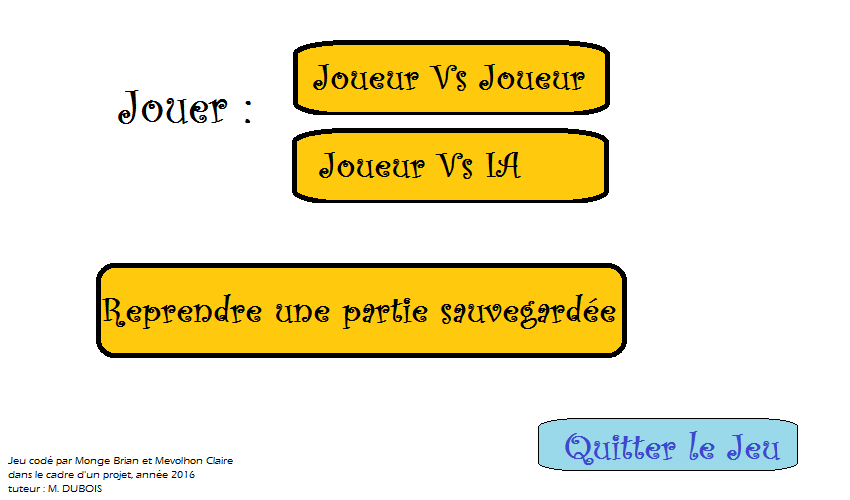 Jouer :
Joueur Vs Joueur
Joueur Vs IA
Reprendre une partie sauvegardée
Quitter le Jeu
Jeu codé par Monge Brian et Mevolhon Claire
dans le cadre d'un projet, année 2016
tuteur : M. DUBOIS